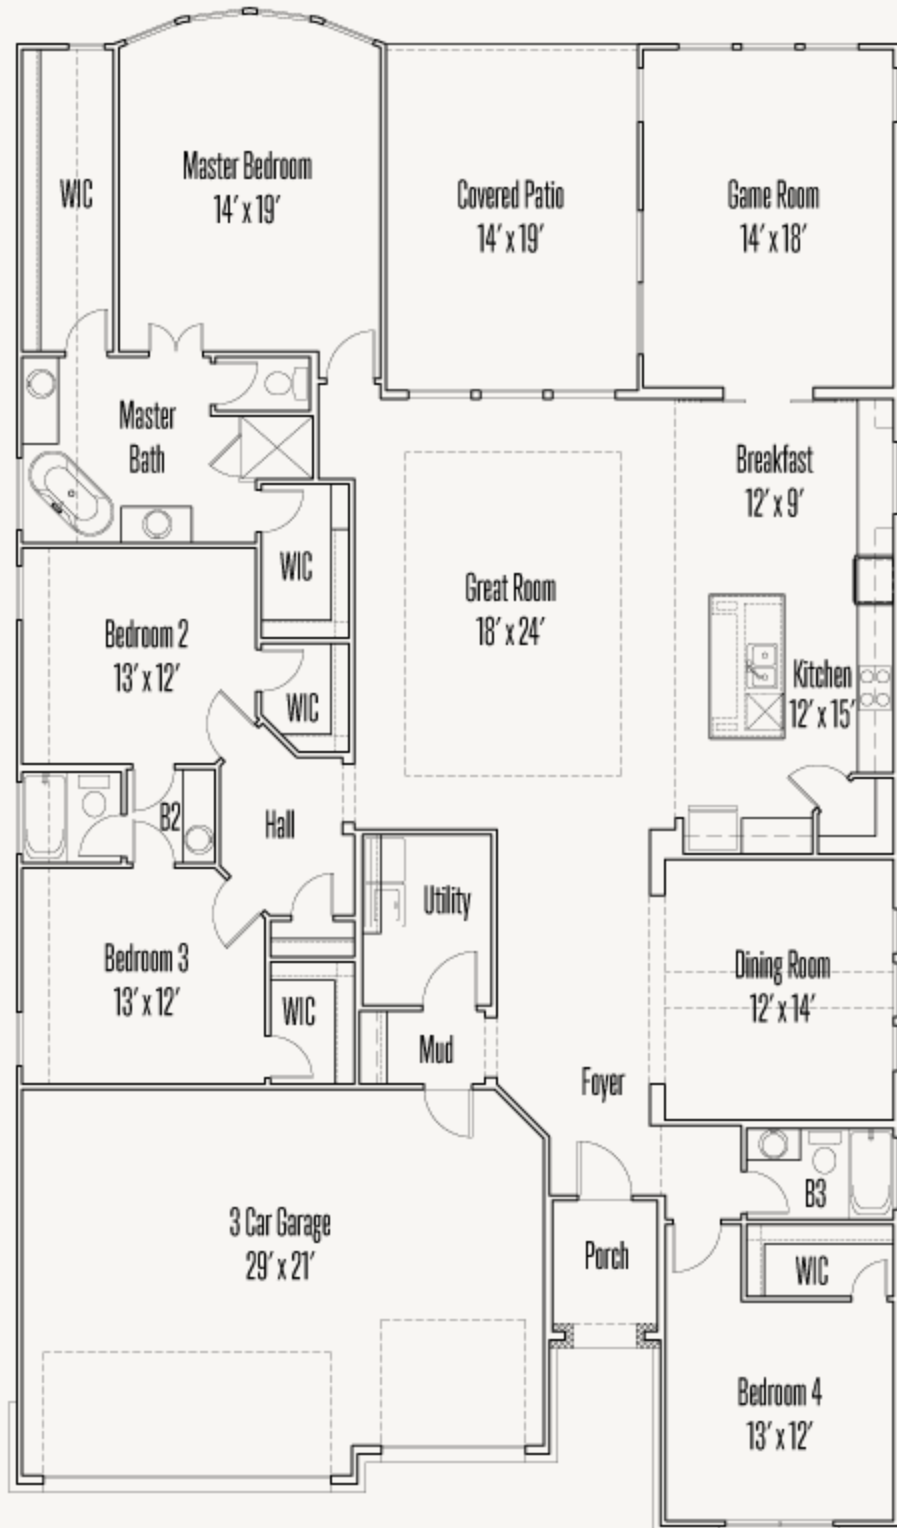 WIC
Master Bedroom
14' x 19'
Covered Patio
14' x 19'
Game Room
14' x 18'
Master
Bath
Breakfast
12' x 9'
WIC
Great Room
18' x 24'
Bedroom 2
13' x 12'
WIC
Kitchen
12' x 15'
B2
Hall
Utility
Bedroom 3
13' x 12'
WIC
Dining Room
12' x 14'
Mud
Foyer
B3
3 Car Garage
29' x 21'
Porch
WIC
Bedroom 4
13' x 12'